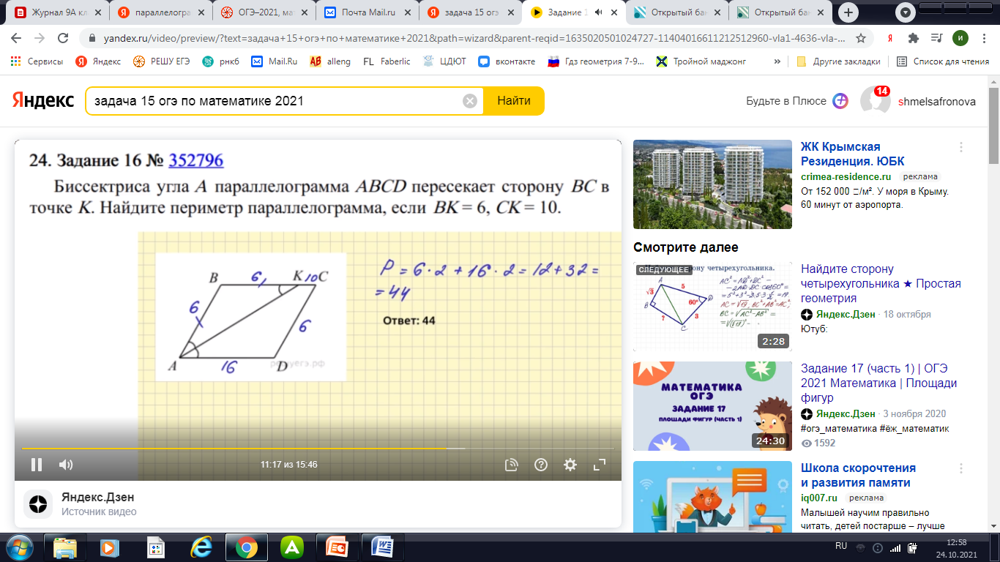 Журнал 9А кл
параллелогра
ОГЭ–2021, ма
Почта Mail.ru
задача 15 огэ
Задание 1
Открытый бан
Открытый бан
yandex.ru/video/preview/?text=задача+15+огэ+по+математике+2021&path=wizard&parent-reqid=1635020501024727-11404016611212512960-vla1-4636-vla-...
Сервисы
Яндекс
РЕШУ ЕГЭ
рнкб
Mail.Ru
AB alleng
FL Faberlic
ЦДЮТ
вконтакте
Гдз геометрия 7-9...
Тройной маджонг
»
Другие закладки
Список для чтения
Яндекс
задача 15 огэ по математике 2021
Найти
Будьте в Плюсе
14
shmelsafronova
24. Задание 16 № 352796
Биссектриса угла A параллелограмма ABCD пересекает сторону BC в
точке K. Найдите периметр параллелограмма, если BK = 6, CK = 10.
B 6 K 10 C
6
6
A 16 D
решуегэ.рф
P = 6·2 + 16·2 = 12 + 32 =
= 44
Ответ: 44
11:17 из 15:46
Яндекс.Дзен
Источник видео
ЖК Крымская
Резиденция. ЮБК
crimea-residence.ru реклама
От 152 000 /м². У моря в Крыму.
60 минут от аэропорта.
Смотрите далее
СЛЕДУЮЩЕЕ
2:28
Найдите сторону
четырехугольника ★ Простая
геометрия
Яндекс.Дзен · 18 октября
Ютуб:
МАТЕМАТИКА
ОГЭ
ЗАДАНИЕ 17
ПЛОЩАДИ ФИГУР (ЧАСТЬ 1)
24:30
Задание 17 (часть 1) | ОГЭ
2021 Математика | Площади
фигур
Яндекс.Дзен · 3 ноября 2020
#огэ_математика #ёж_математик
1592
Школа скорочтения
и развития памяти
iq007.ru реклама
Малышей научим правильно
читать, детей постарше – лучше
RU
12:58
24.10.2021